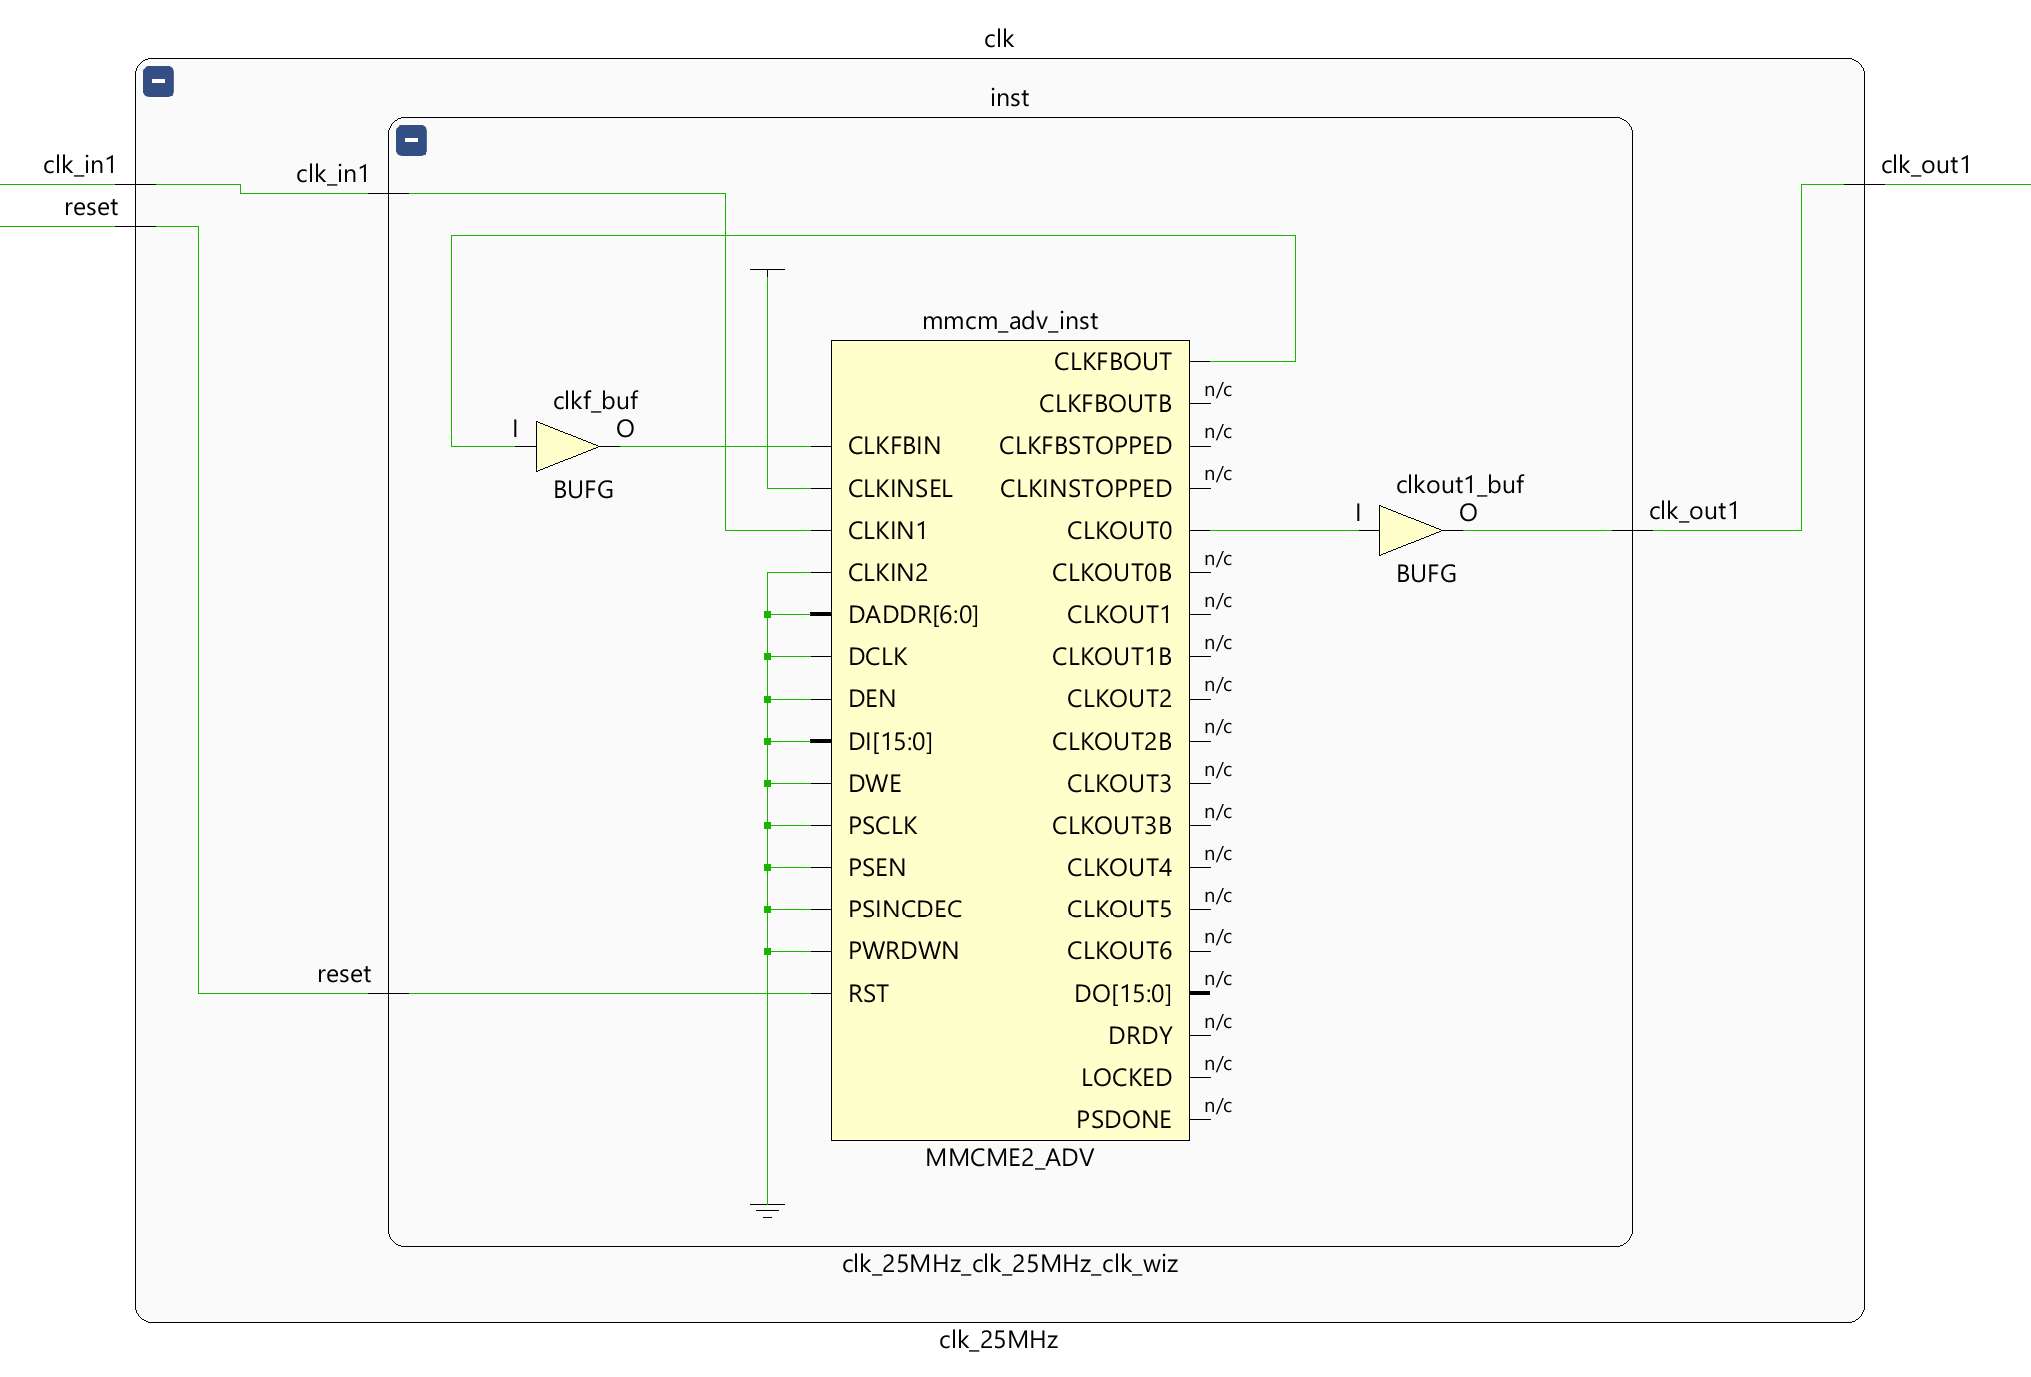 clk
inst
clk_in1
clk_in1
clk_out1
reset
mmcm_adv_inst
CLKFBOUT
n/c
clkf_buf
CLKFBOUTB
n/c
I
O
CLKFBIN
CLKFBSTOPPED
n/c
BUFG
CLKINSEL
CLKINSTOPPED
clkout1_buf
I
O
clk_out1
CLKIN1
CLKOUT0
n/c
BUFG
CLKIN2
CLKOUT0B
n/c
DADDR[6:0]
CLKOUT1
n/c
DCLK
CLKOUT1B
n/c
DEN
CLKOUT2
n/c
DI[15:0]
CLKOUT2B
n/c
DWE
CLKOUT3
n/c
PSCLK
CLKOUT3B
n/c
PSEN
CLKOUT4
n/c
PSINCDEC
CLKOUT5
n/c
PWRDWN
CLKOUT6
reset
n/c
RST
DO[15:0]
n/c
DRDY
n/c
LOCKED
n/c
PSDONE
MMCME2_ADV
clk_25MHz_clk_25MHz_clk_wiz
clk_25MHz